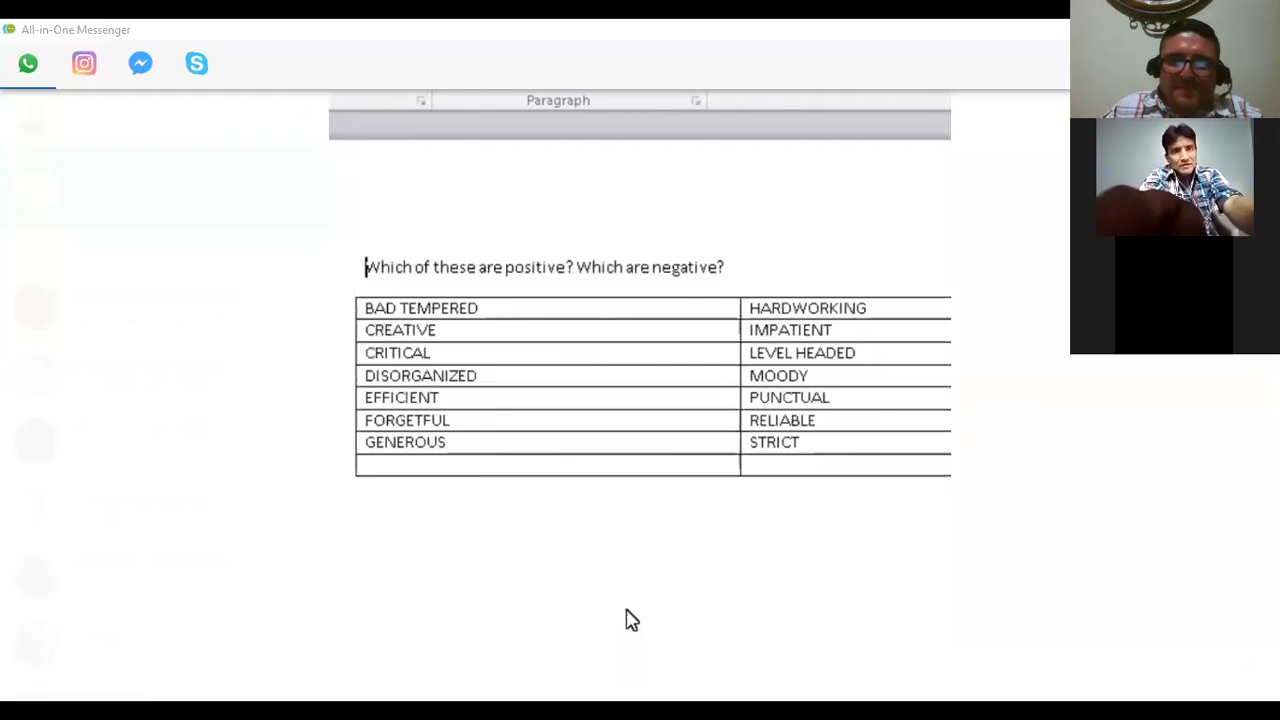 All-in-One Messenger
Paragraph
Which of these are positive? Which are negative?
BAD TEMPERED HARDWORKING
CREATIVE IMPATIENT
CRITICAL LEVEL HEADED
DISORGANIZED MOODY
EFFICIENT PUNCTUAL
FORGETFUL RELIABLE
GENEROUS STRICT